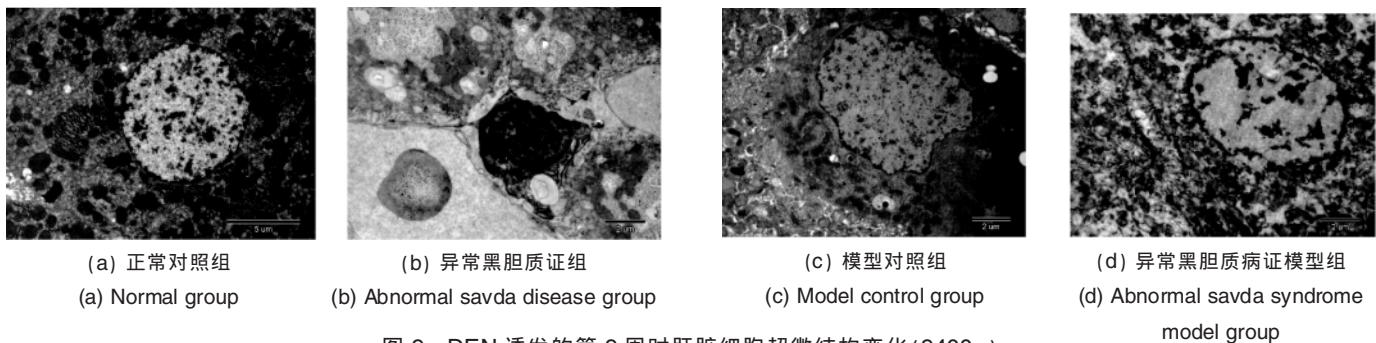 5 um
2 um
2 um
(a) 正常对照组
(b) 异常黑胆质证组
(c) 模型对照组
(d) 异常黑胆质病证模型组
(a) Normal group
(b) Abnormal savda disease group
(c) Model control group
(d) Abnormal savda syndrome
model group